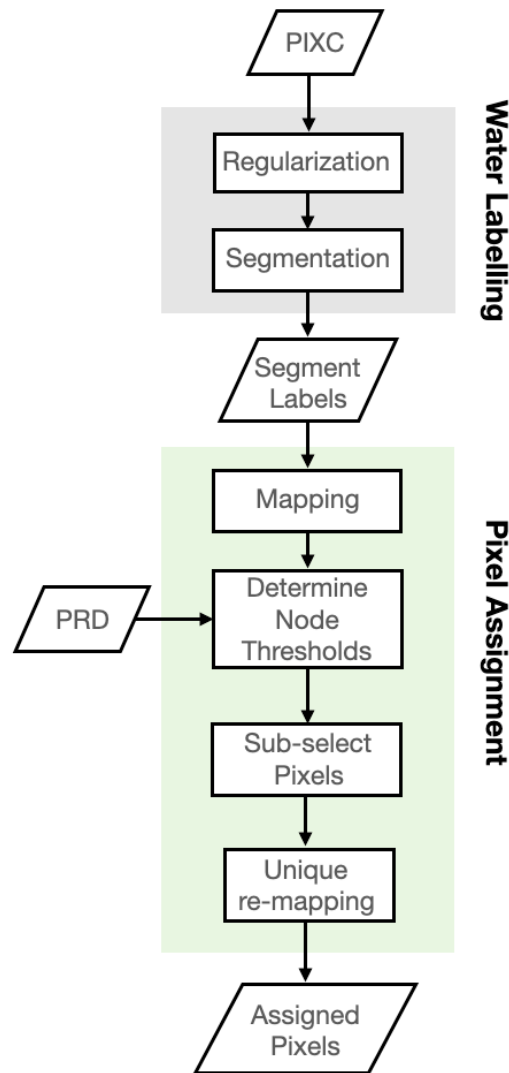 PIXC
Water Labelling
Regularization
Segmentation
Segment
Labels
Pixel Assignment
Mapping
PRD
Determine
Node
Thresholds
Sub-select
Pixels
Unique
re-mapping
Assigned
Pixels